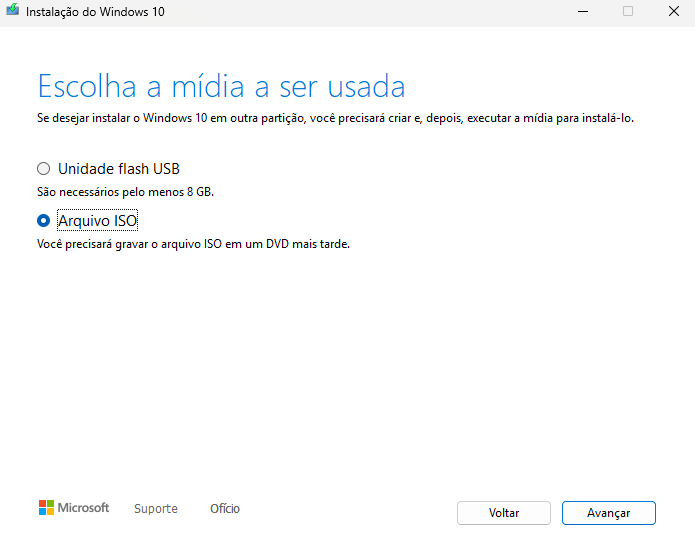 Instalação do Windows 10
Escolha a mídia a ser usada
Se desejar instalar o Windows 10 em outra partição, você precisará criar e, depois, executar a mídia para instalá-lo.
Unidade flash USB
São necessários pelo menos 8 GB.
Arquivo ISO
Você precisará gravar o arquivo ISO em um DVD mais tarde.
Microsoft Suporte Ofício Voltar Avançar